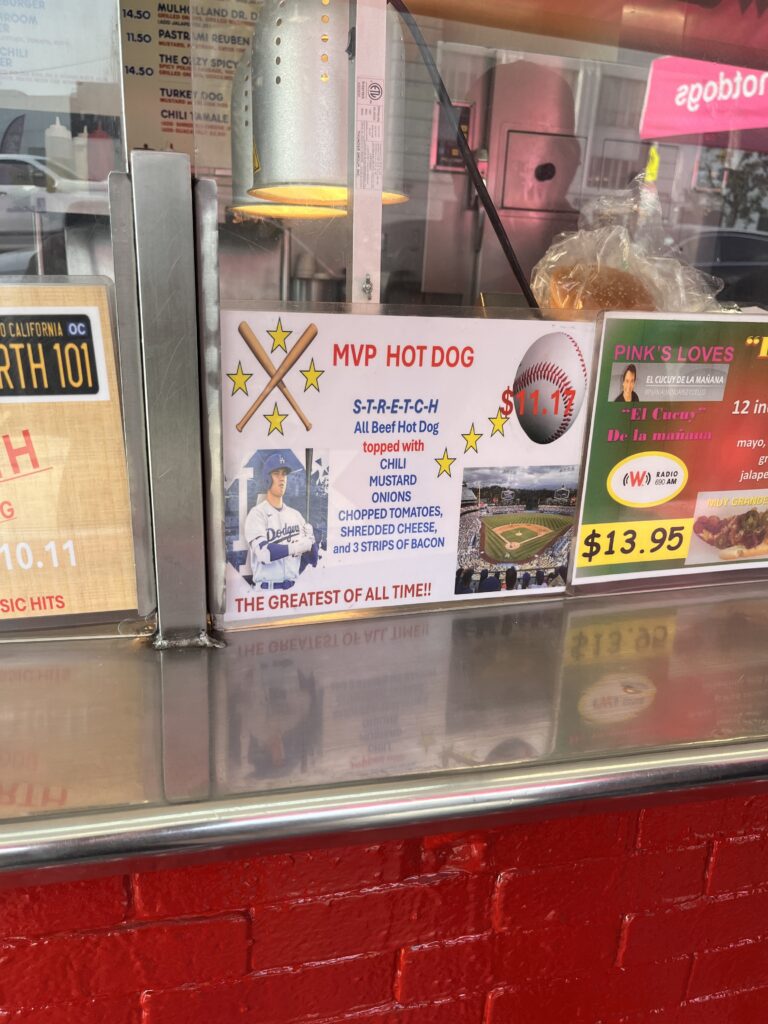 14.50 MULHOLLAND DR. D
11.50 PASTRAMI REUBEN
14.50 THE OZZY SPICY
TURKEY DOG
CHILI TAMALE
BURGER
CHILI
ETL
hotdogs
O CALIFORNIA OC
RTH 101
H
G
10.11
SIC HITS
MVP HOT DOG
$11.17
S-T-R-E-T-C-H
All Beef Hot Dog
topped with
CHILI
MUSTARD
ONIONS
CHOPPED TOMATOES,
SHREDDED CHEESE,
and 3 STRIPS OF BACON
Dodgers
THE GREATEST OF ALL TIME!!
PINK'S LOVES
EL CUCUY DE LA MAÑANA
"El Cucuy"
De la mañana
12 in
mayo,
gr
jalape
W RADIO
690 AM
MUY GRANDE
$13.95